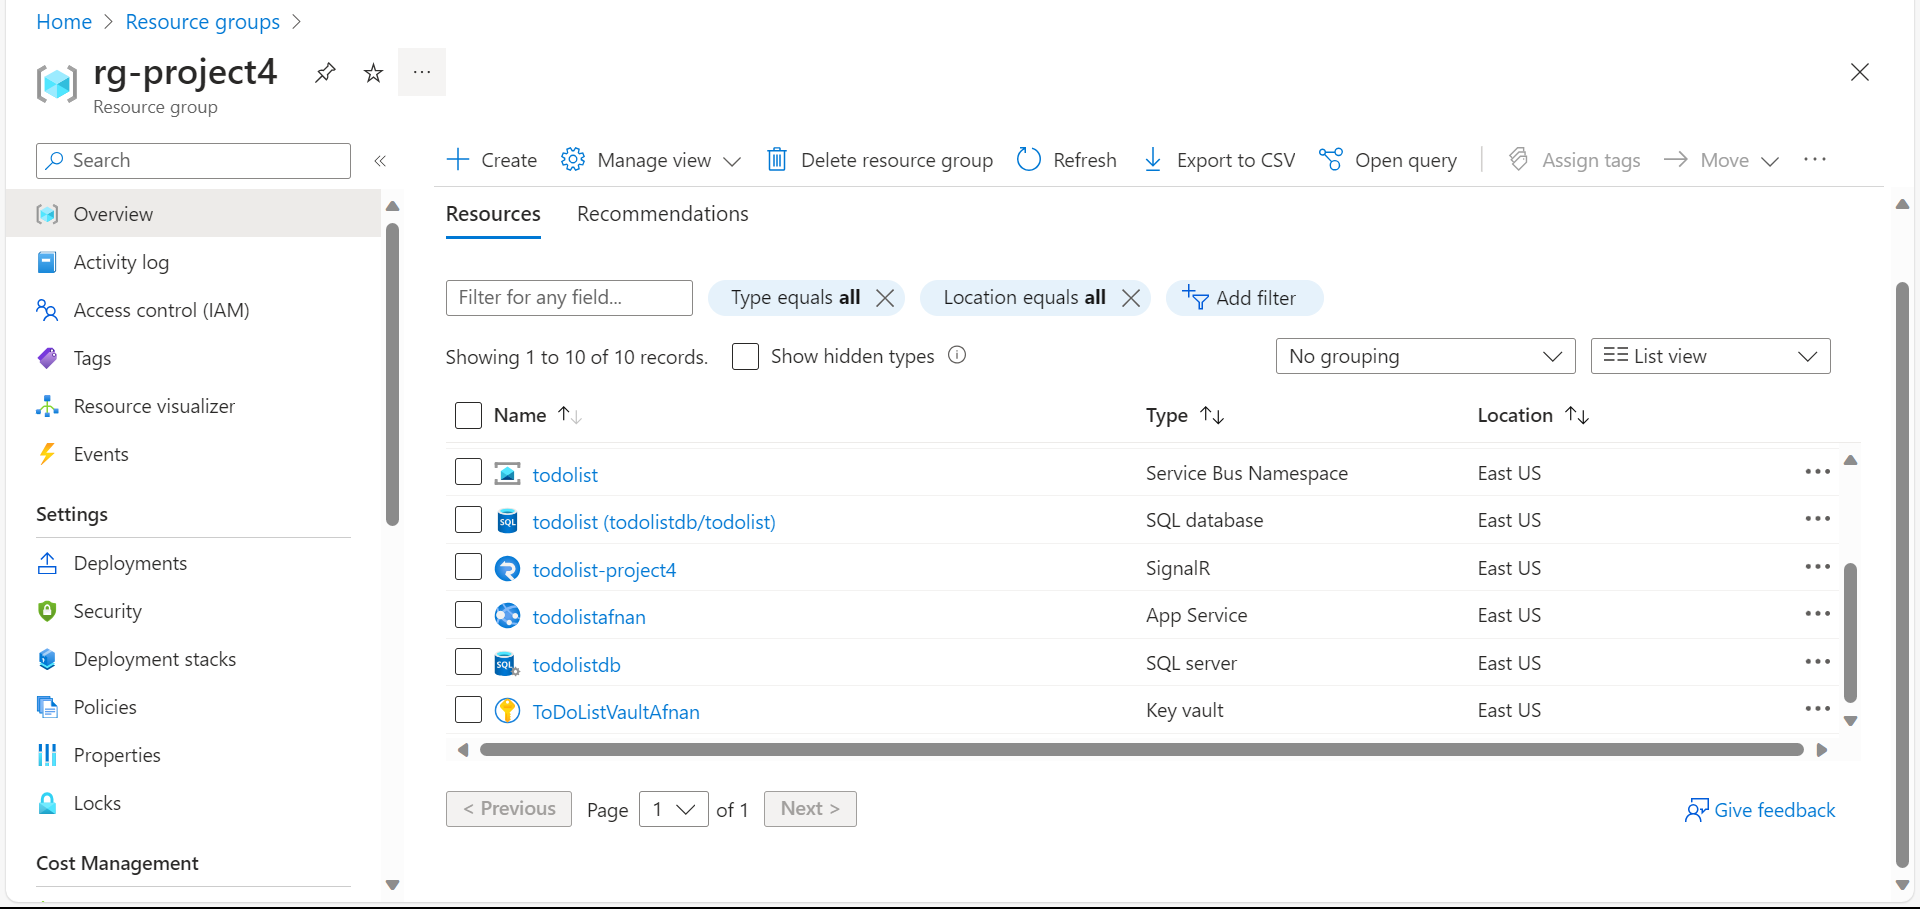 Home > Resource groups >
rg-project4
Resource group
Search
Overview
Activity log
Access control (IAM)
Tags
Resource visualizer
Events
Settings
Deployments
Security
Deployment stacks
Policies
Properties
Locks
Cost Management
Create Manage view Delete resource group Refresh Export to CSV Open query Assign tags Move
Resources Recommendations
Filter for any field... Type equals all Location equals all Add filter
Showing 1 to 10 of 10 records. Show hidden types No grouping List view
Name Type Location
todolist Service Bus Namespace East US
todolist (todolistdb/todolist) SQL database East US
todolist-project4 SignalR East US
todolistafnan App Service East US
todolistdb SQL server East US
ToDoListVaultAfnan Key vault East US
< Previous Page 1 of 1 Next > Give feedback